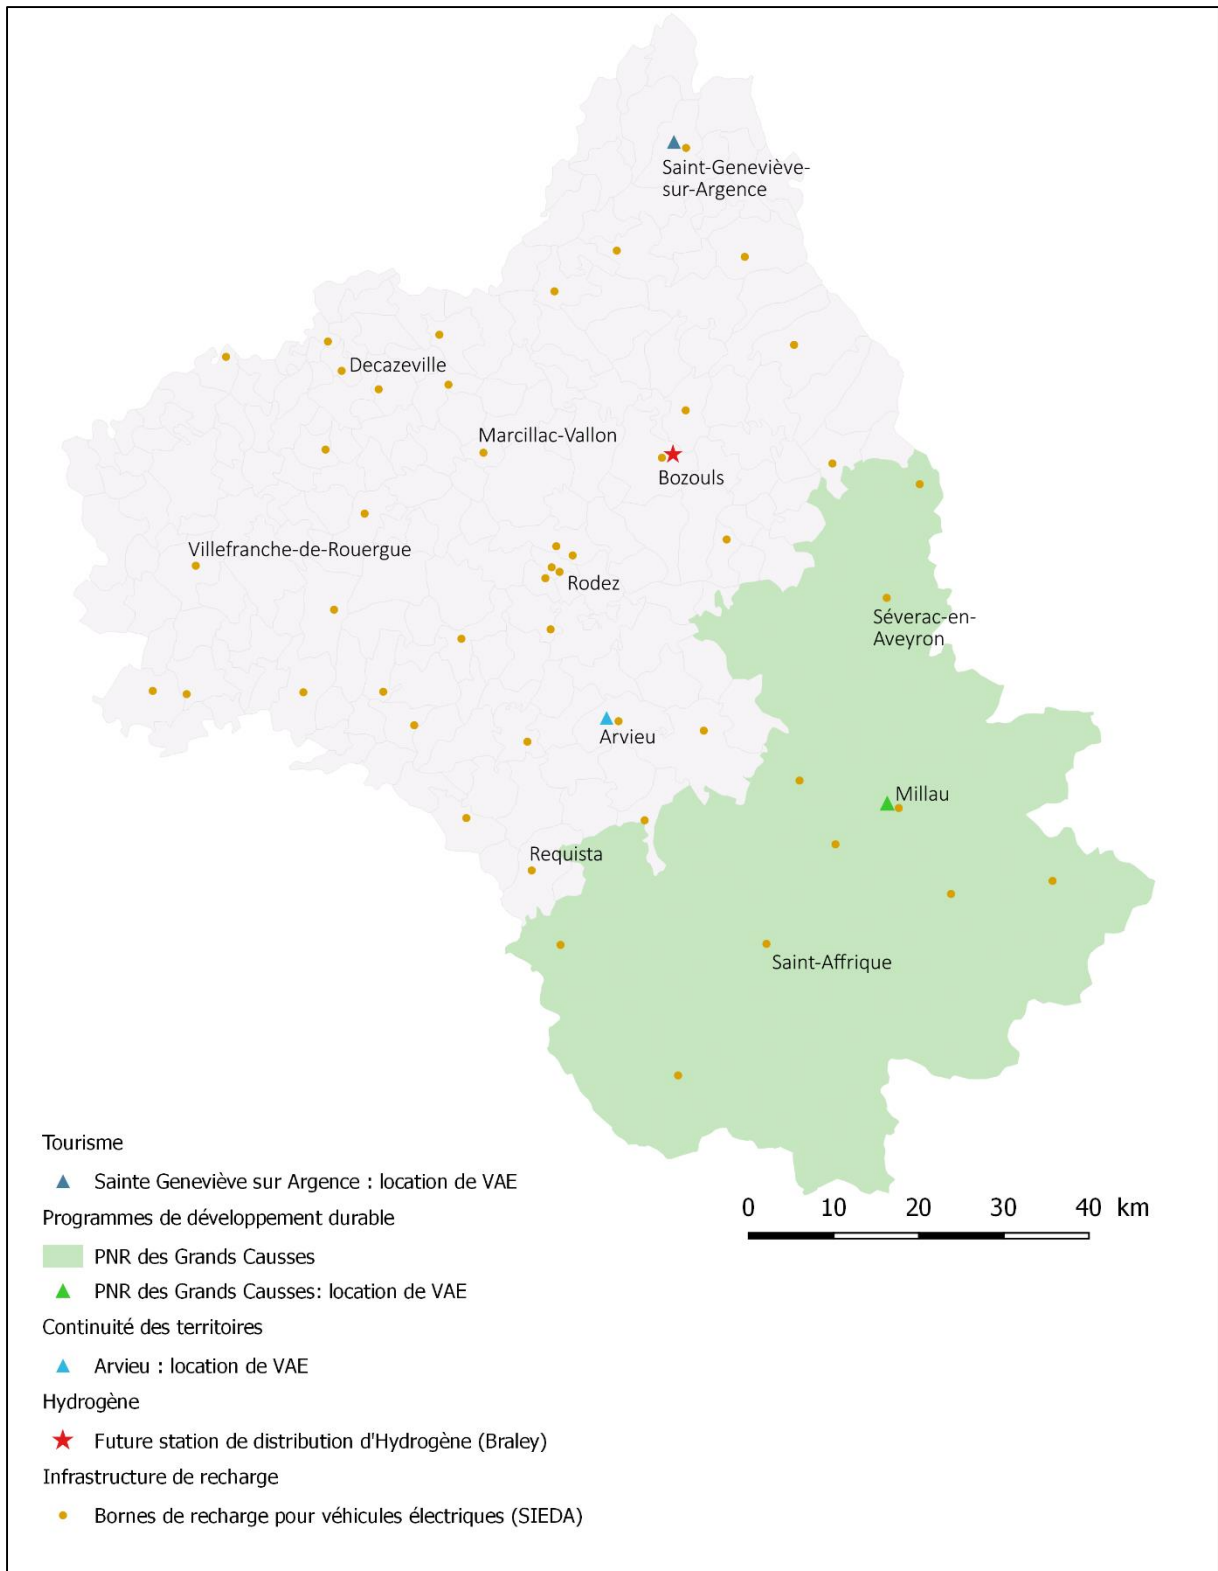 Saint-Geneviève-
sur-Argence
Decazeville
Marcillac-Vallon
Bozouls
Villefranche-de-Rouergue
Rodez
Séverac-en-
Aveyron
Arvieu
Millau
Requista
Saint-Affrique
Tourisme
Sainte Geneviève sur Argence : location de VAE
Programmes de développement durable
PNR des Grands Causses
PNR des Grands Causses: location de VAE
Continuité des territoires
Arvieu : location de VAE
Hydrogène
Future station de distribution d'Hydrogène (Braley)
Infrastructure de recharge
Bornes de recharge pour véhicules électriques (SIEDA)
0 10 20 30 40 km